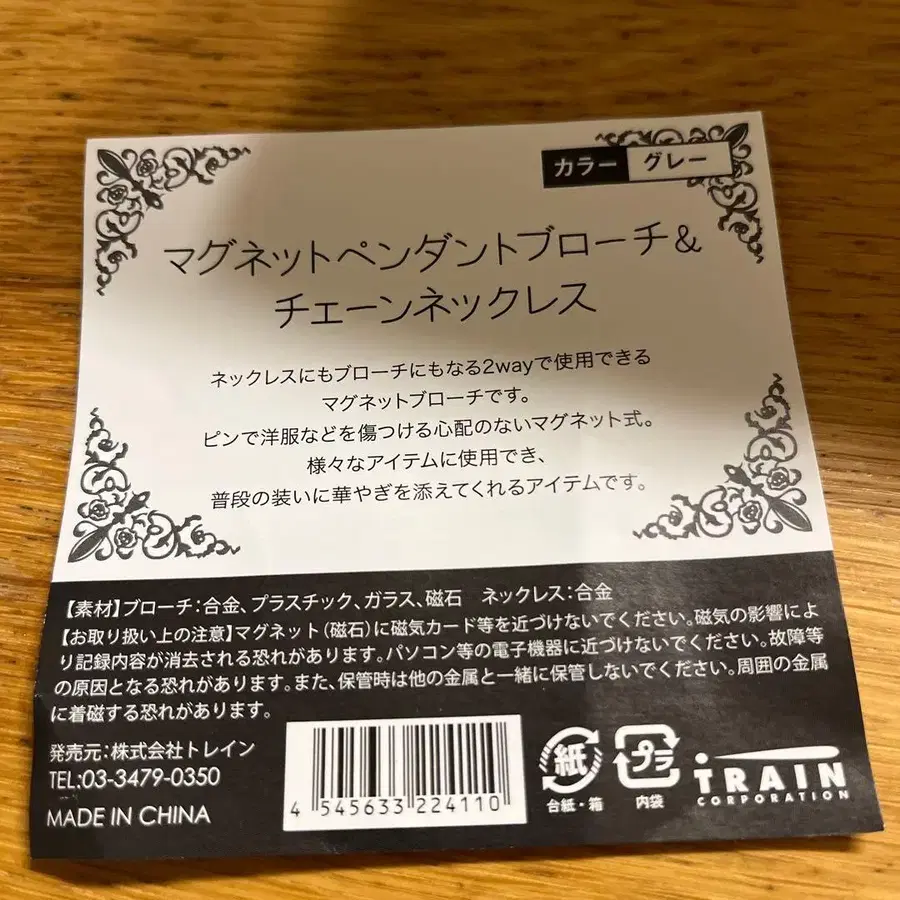 カラー グレー
マグネットペンダントブローチ&
チェーンネックレス
ネックレスにもブローチにもなる2wayで使用できる
マグネットブローチです。
ピンで洋服などを傷つける心配のないマグネット式。
様々なアイテムに使用でき、
普段の装いに華やぎを添えてくれるアイテムです。
【素材】ブローチ:合金、プラスチック、ガラス、磁石 ネックレス:合金
【お取り扱い上の注意】マグネット(磁石)に磁気カード等を近づけないでください。磁気の影響によ
り記録内容が消去される恐れがあります。パソコン等の電子機器に近づけないでください。故障等
の原因となる恐れがあります。また、保管時は他の金属と一緒に保管しないでください。周囲の金属
に着磁する恐れがあります。
発売元:株式会社トレイン
TEL:03-3479-0350
MADE IN CHINA
4 545633 224110
紙
台紙・箱
プラ
内袋
TRAIN
CORPORATION